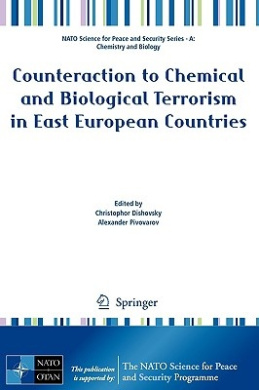 NATO Science for Peace and Security Series - A:
Chemistry and Biology
Counteraction to Chemical
and Biological Terrorism
in East European Countries
Edited by
Christophor Dishovsky
Alexander Pivovarov
Springer
NATO
OTAN
This publication
is supported by:
The NATO Science for Peace
and Security Programme